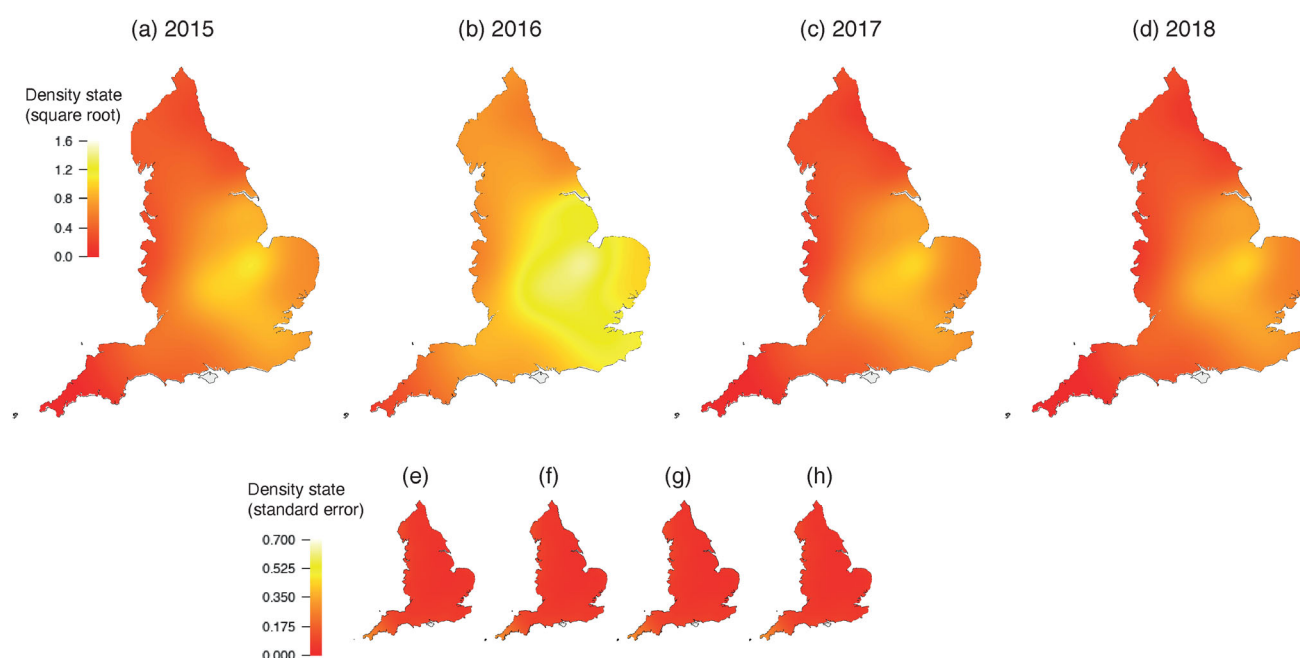 (a) 2015
(b) 2016
(c) 2017
(d) 2018
Density state
(square root)
1.6
1.2
0.8
0.4
0.0
(e)
(f)
(g)
(h)
Density state
(standard error)
0.700
0.525
0.350
0.175
0.000